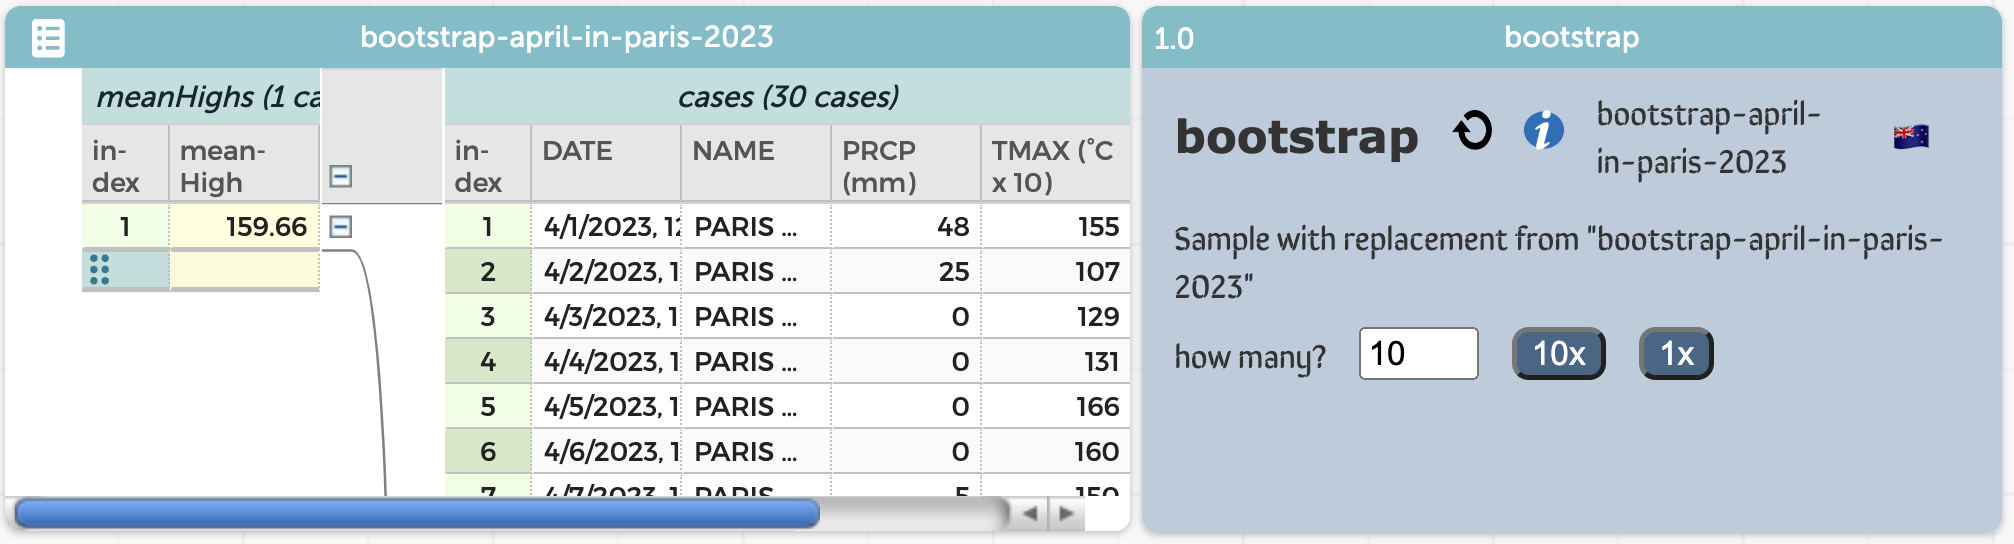 bootstrap-april-in-paris-2023
meanHighs (1 ca
cases (30 cases)
in-
dex
mean-
High
in-
dex
DATE
NAME
PRCP
(mm)
TMAX (°C
x 10)
1 159.66
1 4/1/2023, 12 PARIS ... 48 155
2 4/2/2023, 1 PARIS ... 25 107
3 4/3/2023, 1 PARIS ... 0 129
4 4/4/2023, 1 PARIS ... 0 131
5 4/5/2023, 1 PARIS ... 0 166
6 4/6/2023, 1 PARIS ... 0 160
7 4/7/2023, 1 PARIS 5 150
1.0 bootstrap
bootstrap
bootstrap-april-
in-paris-2023
Sample with replacement from "bootstrap-april-in-paris-
2023"
how many? 10 10x 1x